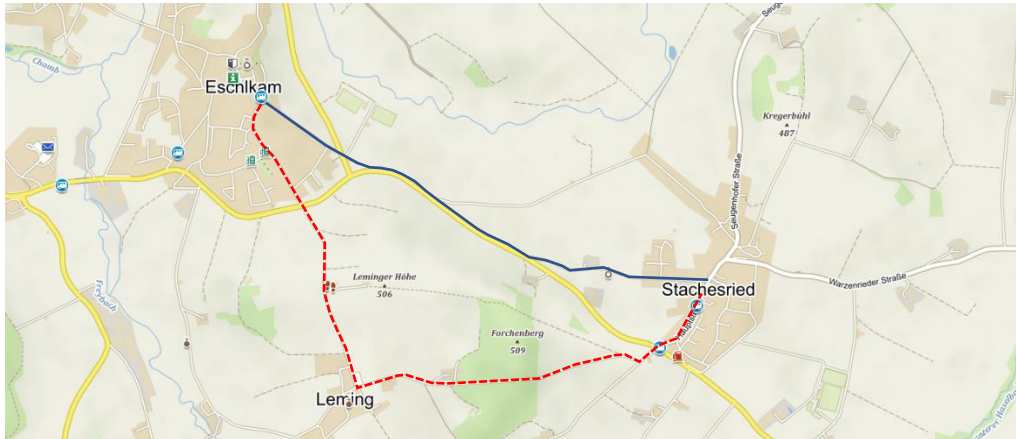 Chamb
Seugenhofer Straße
Eschlkam
Kregerbühl
487
Leminger Höhe
506
Freybach
Warzenrieder Straße
Stachesried
Forchenberg
509
Leming